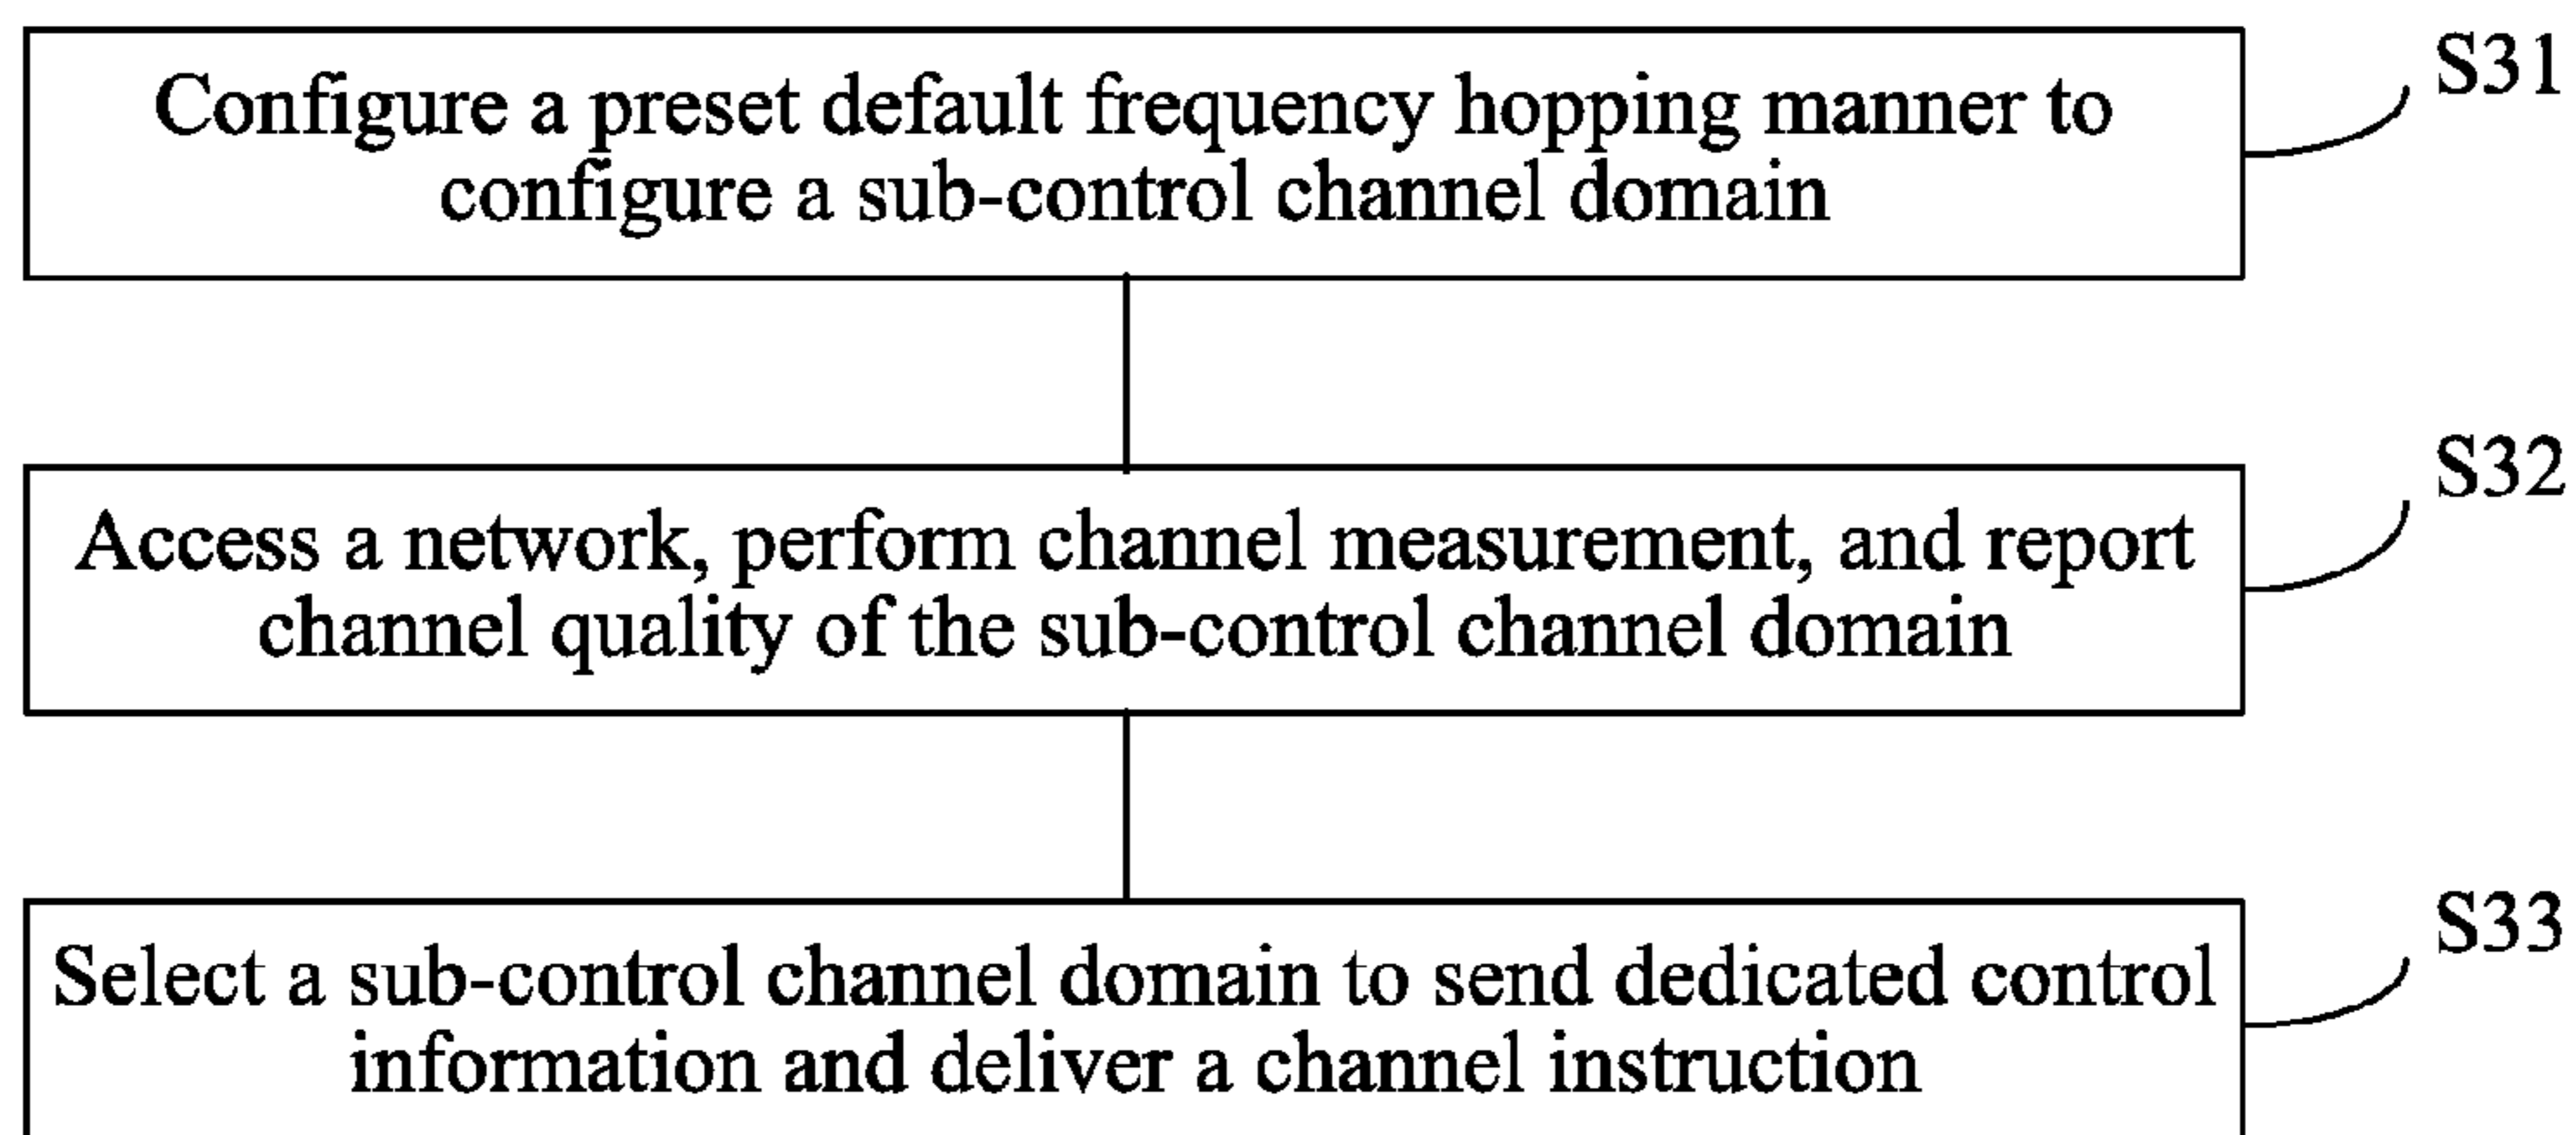 Configure a preset default frequency hopping manner to
configure a sub-control channel domain
S31
Access a network, perform channel measurement, and report
channel quality of the sub-control channel domain
S32
Select a sub-control channel domain to send dedicated control
information and deliver a channel instruction
S33